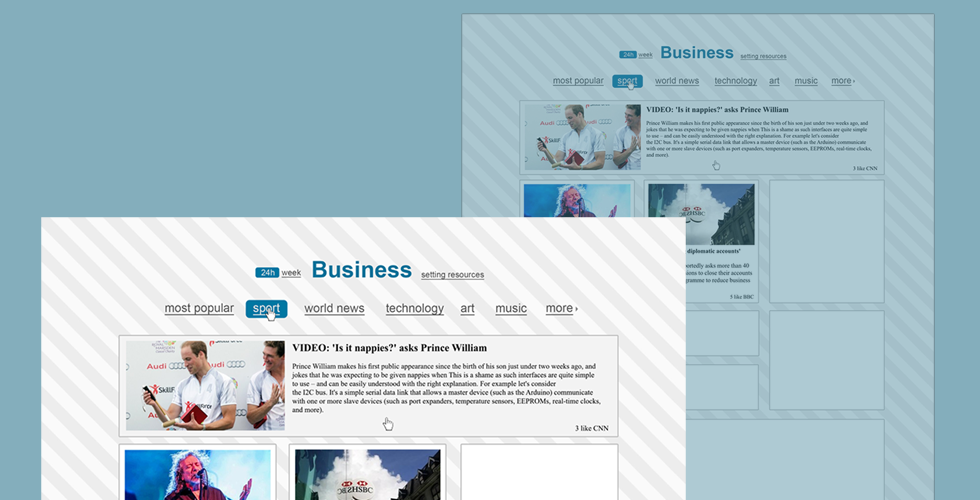 24h week Business setting resources
most popular sport world news technology art music more ›
VIDEO: 'Is it nappies?' asks Prince William
Prince William makes his first public appearance since the birth of his son just under two weeks ago, and
jokes that he was expecting to be given nappies when This is a shame as such interfaces are quite simple
to use – and can be easily understood with the right explanation. For example let's consider
the I2C bus. It's a simple serial data link that allows a master device (such as the Arduino) communicate
with one or more slave devices (such as port expanders, temperature sensors, EEPROMs, real-time clocks,
and more).
3 like CNN
Audi
HSBC
diplomatic accounts'
ortedly asks more than 40
sions to close their accounts
gramme to reduce business
5 like BBC
24h week Business setting resources
most popular sport world news technology art music more ›
Audi udi
SkillF
VIDEO: 'Is it nappies?' asks Prince William
Prince William makes his first public appearance since the birth of his son just under two weeks ago, and
jokes that he was expecting to be given nappies when This is a shame as such interfaces are quite simple
to use – and can be easily understood with the right explanation. For example let's consider
the I2C bus. It's a simple serial data link that allows a master device (such as the Arduino) communicate
with one or more slave devices (such as port expanders, temperature sensors, EEPROMs, real-time clocks,
and more).
3 like CNN
HSBC